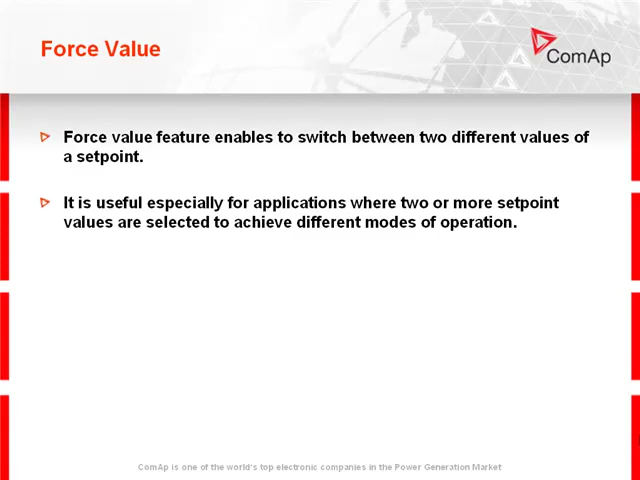 Force Value
ComAp
Force value feature enables to switch between two different values of
a setpoint.
It is useful especially for applications where two or more setpoint
values are selected to achieve different modes of operation.
ComAp is one of the world's top electronic companies in the Power Generation Market